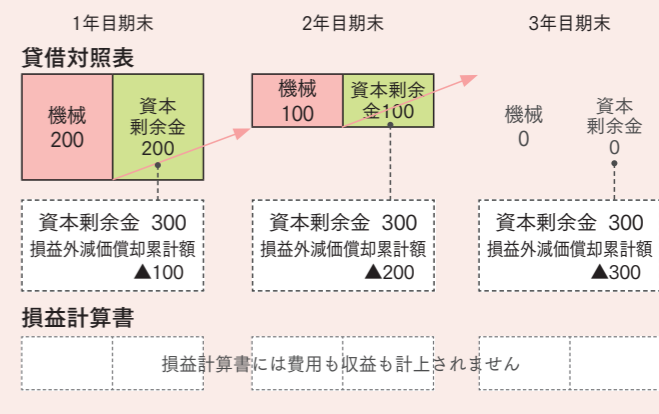 1年目期末
2年目期末
3年目期末
貸借対照表
機械
200
資本
剰余金
200
機械
100
資本剰余
金100
機械
0
資本
剰余金
0
資本剰余金 300
損益外減価償却累計額
▲100
資本剰余金 300
損益外減価償却累計額
▲200
資本剰余金 300
損益外減価償却累計額
▲300
損益計算書
損益計算書には費用も収益も計上されません